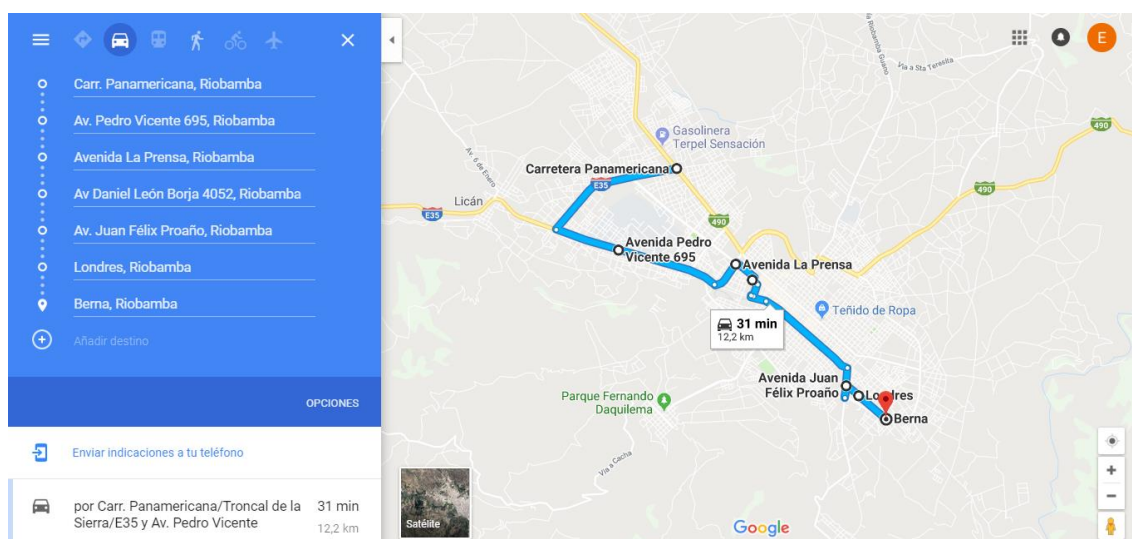 Carr. Panamericana, Riobamba
Av. Pedro Vicente 695, Riobamba
Avenida La Prensa, Riobamba
Av Daniel León Borja 4052, Riobamba
Av. Juan Félix Proaño, Riobamba
Londres, Riobamba
Berna, Riobamba
Añadir destino
OPCIONES
Enviar indicaciones a tu teléfono
por Carr. Panamericana/Troncal de la
Sierra/E35 y Av. Pedro Vicente
31 min
12,2 km
E
Vía a Sta Teresita
490
Gasolinera
Terpel Sensación
Carretera Panamericana
Av. 6 de Enero
E35
490
Licán
E35
490
Avenida Pedro
Vicente 695
Avenida La Prensa
Teñido de Ropa
31 min
12,2 km
Avenida Juan
Félix Proaño
Parque Fernando
Daquilema
Londres
Berna
Vía a Cacha
Satélite
Google